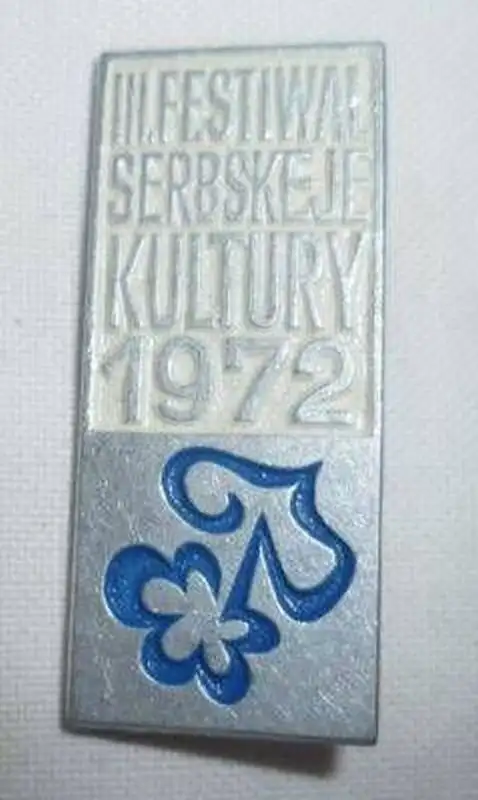 III. FESTIWAL
SERBSKEJE
KULTURY
1972